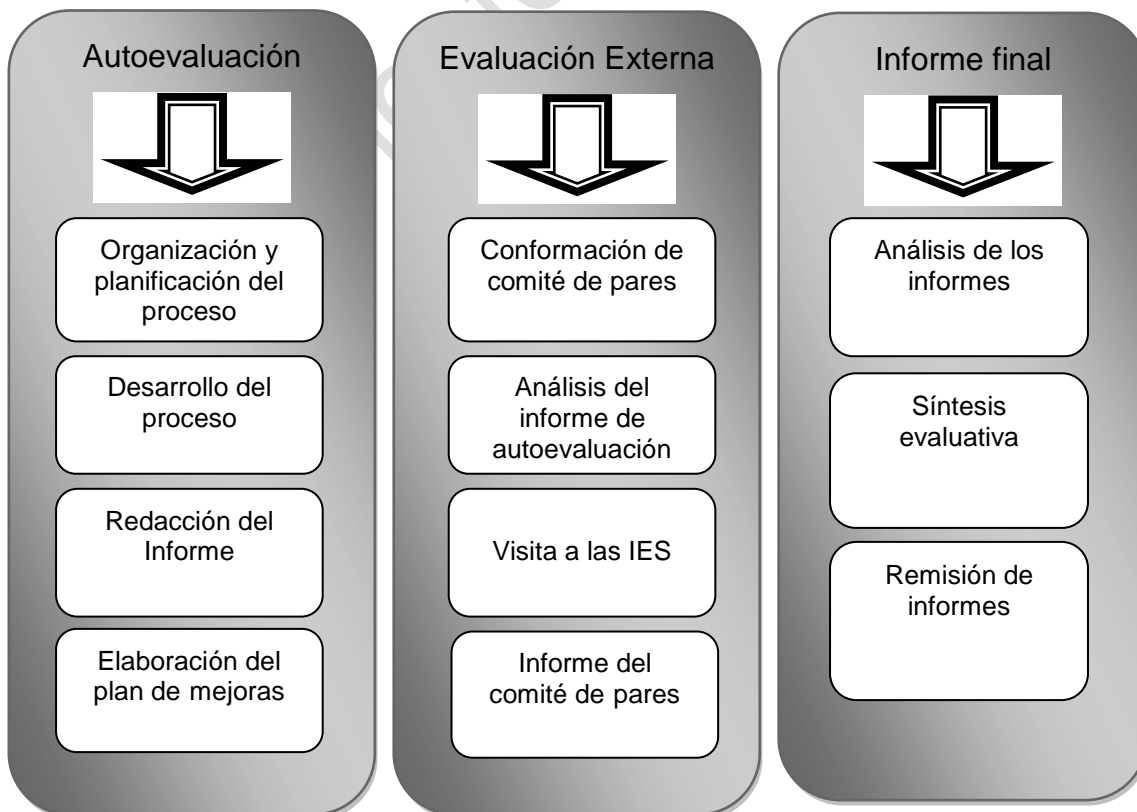 Autoevaluación
Organización y
planificación del
proceso
Desarrollo del
proceso
Redacción del
Informe
Elaboración del
plan de mejoras
Evaluación Externa
Conformación de
comité de pares
Análisis del
informe de
autoevaluación
Visita a las IES
Informe del
comité de pares
Informe final
Análisis de los
informes
Síntesis
evaluativa
Remisión de
informes